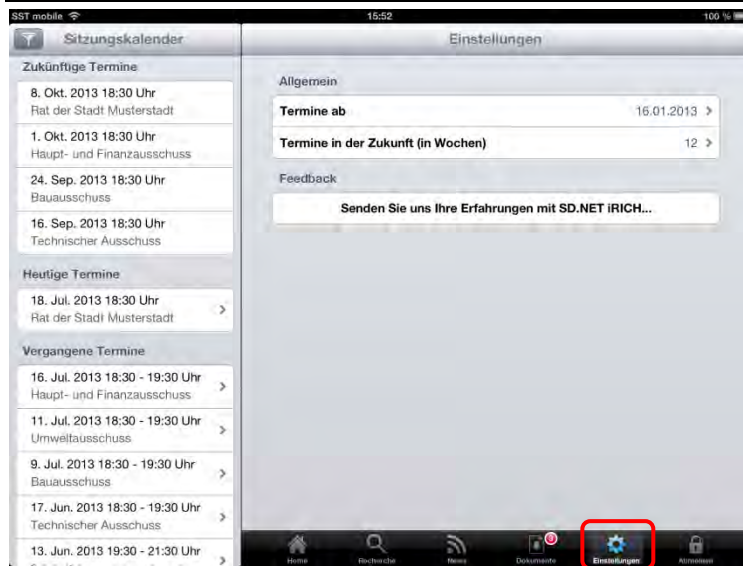 SST mobile 15:52 100 %
Sitzungskalender
Zukünftige Termine
8. Okt. 2013 18:30 Uhr
Rat der Stadt Musterstadt
1. Okt. 2013 18:30 Uhr
Haupt- und Finanzausschuss
24. Sep. 2013 18:30 Uhr
Bauausschuss
16. Sep. 2013 18:30 Uhr
Technischer Ausschuss
Heutige Termine
18. Jul. 2013 18:30 Uhr
Rat der Stadt Musterstadt
Vergangene Termine
16. Jul. 2013 18:30 - 19:30 Uhr
Haupt- und Finanzausschuss
11. Jul. 2013 18:30 - 19:30 Uhr
Umweltausschuss
9. Jul. 2013 18:30 - 19:30 Uhr
Bauausschuss
17. Jun. 2013 18:30 - 19:30 Uhr
Technischer Ausschuss
13. Jun. 2013 19:30 - 21:30 Uhr
Einstellungen
Allgemein
Termine ab 16.01.2013
Termine in der Zukunft (in Wochen) 12
Feedback
Senden Sie uns Ihre Erfahrungen mit SD.NET iRICH...
Home Recherche News Dokumente Einstellungen Abmelden